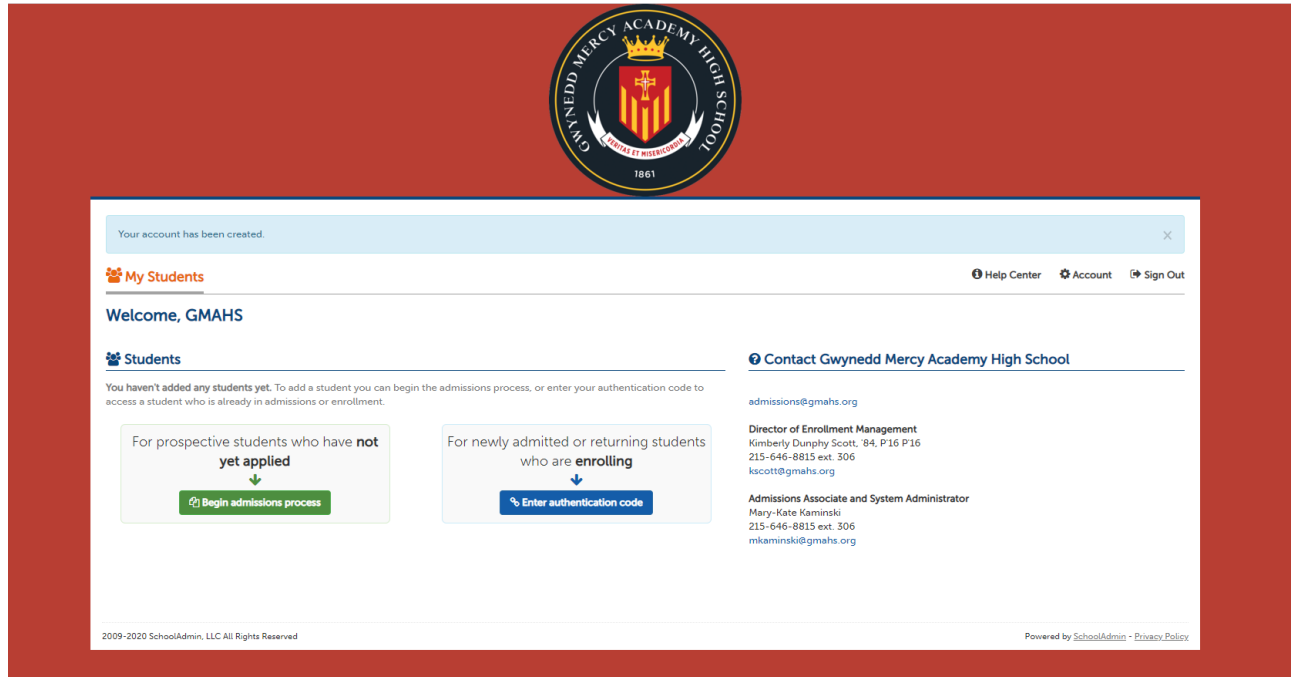 GWYNEDD MERCY ACADEMY HIGH SCHOOL
VERITAS ET MISERICORDIA
1861
Your account has been created.
×
My Students
Help Center Account Sign Out
Welcome, GMAHS
Students
You haven't added any students yet. To add a student you can begin the admissions process, or enter your authentication code to
access a student who is already in admissions or enrollment.
For prospective students who have not
yet applied
Begin admissions process
For newly admitted or returning students
who are enrolling
Enter authentication code
Contact Gwynedd Mercy Academy High School
admissions@gmahs.org
Director of Enrollment Management
Kimberly Dunphy Scott, '84, P'16 P'16
215-646-8815 ext. 306
kscott@gmahs.org
Admissions Associate and System Administrator
Mary-Kate Kaminski
215-646-8815 ext. 306
mkaminski@gmahs.org
2009-2020 SchoolAdmin, LLC All Rights Reserved
Powered by SchoolAdmin - Privacy Policy